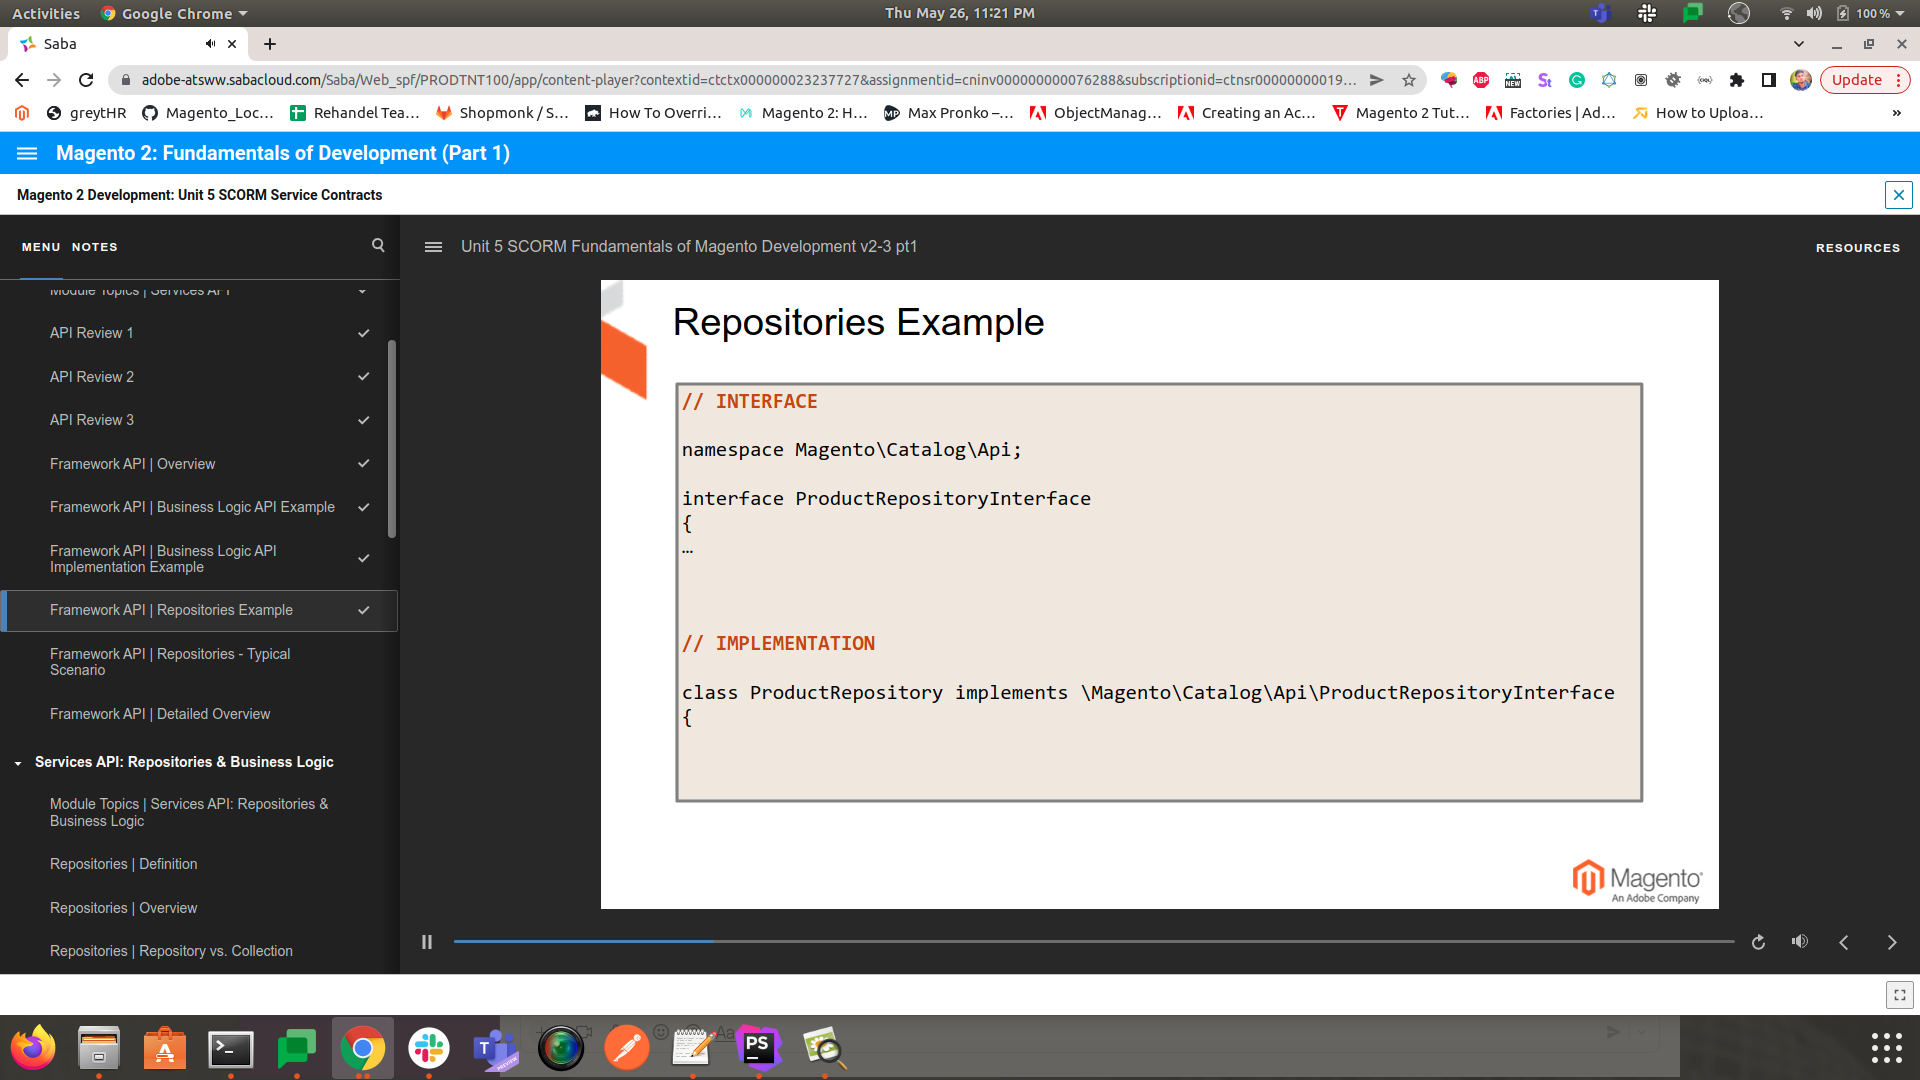 Activities
Google Chrome
Thu May 26, 11:21 PM
100 %
Saba
adobe-atsww.sabacloud.com/Saba/Web_spf/PRODTNT100/app/content-player?contextid=ctctx000000023237727&assignmentid=cninv000000000076288&subscriptionid=ctnsr00000000019...
Update
greytHR
Magento_Loc...
Rehandel Tea...
Shopmonk / S...
How To Overri...
Magento 2: H...
Max Pronko –...
ObjectManag...
Creating an Ac...
Magento 2 Tut...
Factories | Ad...
How to Uploa...
»
Magento 2: Fundamentals of Development (Part 1)
Magento 2 Development: Unit 5 SCORM Service Contracts
MENU
NOTES
Unit 5 SCORM Fundamentals of Magento Development v2-3 pt1
RESOURCES
Module Topics | Services API
API Review 1
API Review 2
API Review 3
Framework API | Overview
Framework API | Business Logic API Example
Framework API | Business Logic API
Implementation Example
Framework API | Repositories Example
Framework API | Repositories - Typical
Scenario
Framework API | Detailed Overview
Services API: Repositories & Business Logic
Module Topics | Services API: Repositories &
Business Logic
Repositories | Definition
Repositories | Overview
Repositories | Repository vs. Collection
Repositories Example
// INTERFACE
namespace Magento\Catalog\Api;
interface ProductRepositoryInterface
{
…
// IMPLEMENTATION
class ProductRepository implements \Magento\Catalog\Api\ProductRepositoryInterface
{
Magento
An Adobe Company